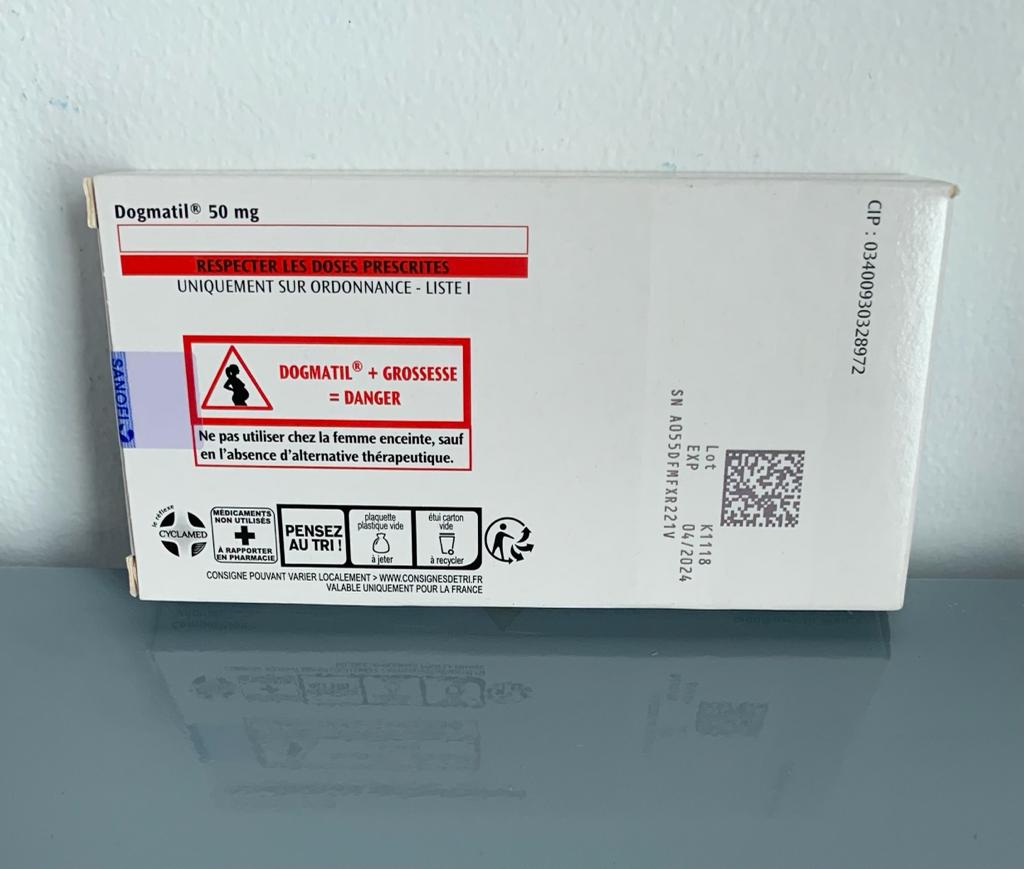 Dogmatil® 50 mg
RESPECTER LES DOSES PRESCRITES
UNIQUEMENT SUR ORDONNANCE - LISTE I
SANOFI
DOGMATIL® + GROSSESSE
= DANGER
Ne pas utiliser chez la femme enceinte, sauf
en l'absence d'alternative thérapeutique.
le réflexe
CYCLAMED
MÉDICAMENTS
NON UTILISÉS
À RAPPORTER
EN PHARMACIE
PENSEZ
AU TRI !
plaquette
plastique vide
à jeter
étui carton
vide
à recycler
CONSIGNE POUVANT VARIER LOCALEMENT > WWW.CONSIGNESDETRI.FR
VALABLE UNIQUEMENT POUR LA FRANCE
CIP : 03400930328972
Lot K1118
EXP 04/2024
SN A055DFMFXR221V